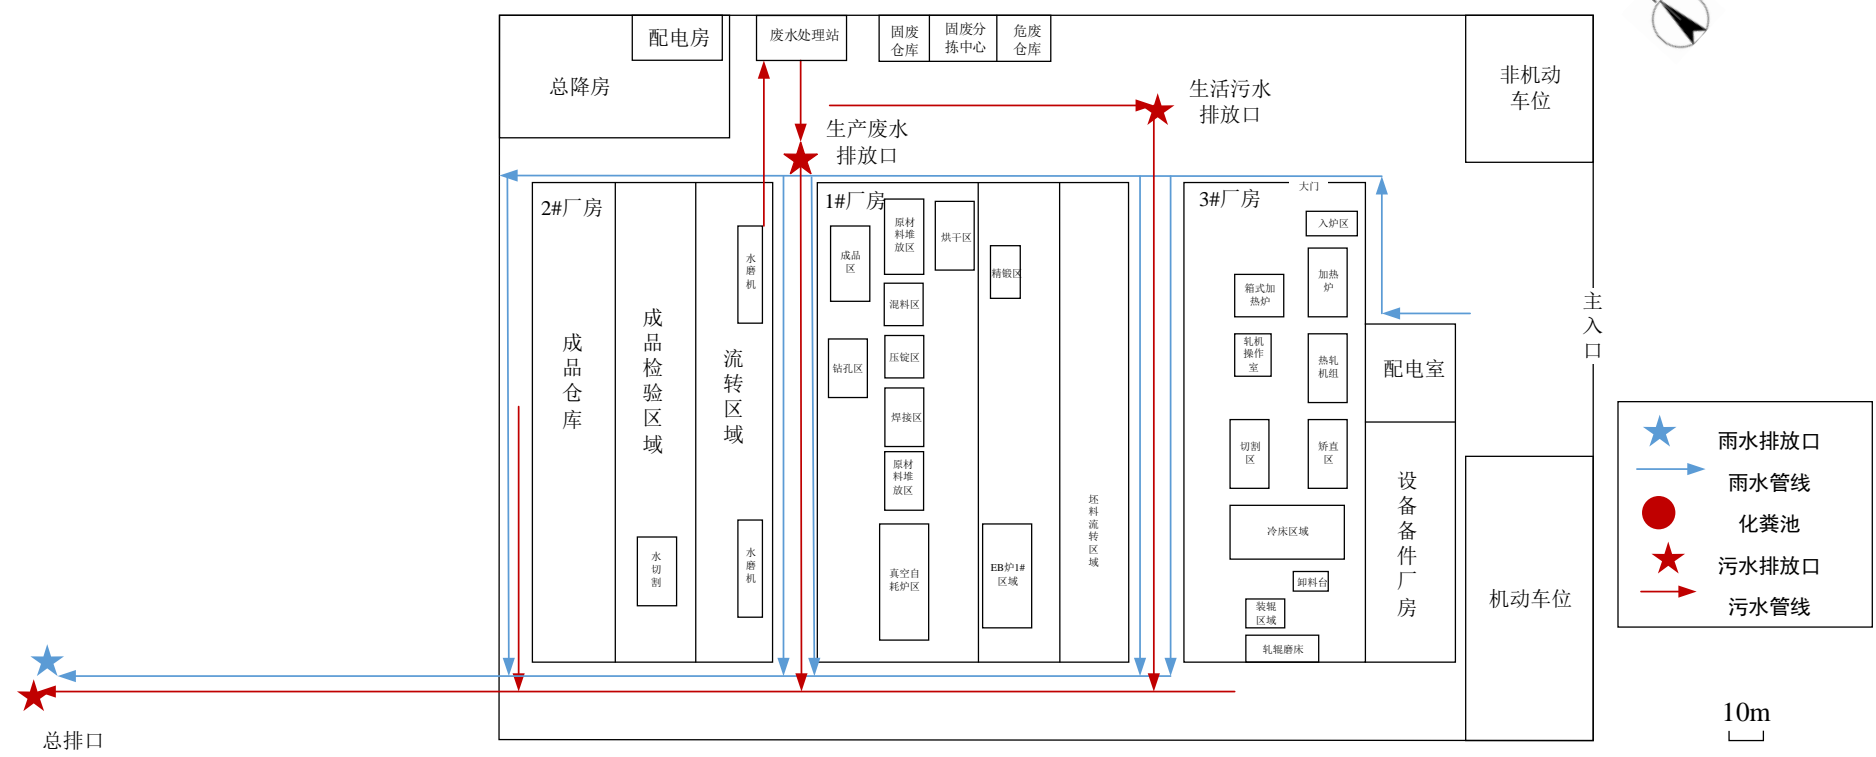 配电房
总降房
废水处理站
固废
仓库
固废分
拣中心
危废
仓库
生活污水
排放口
非机动
车位
生产废水
排放口
2#厂房
成品仓库
成品检验区域
流转区域
水磨机
水切割
水磨机
1#厂房
原材
料堆
放区
烘干区
成品
区
精锻区
混料区
钻孔区
压锭区
焊接区
原材
料堆
放区
真空自
耗炉区
EB炉1#
区域
坯料流转区域
3#厂房
大门
入炉区
箱式加
热炉
加热
炉
轧机
操作
室
热轧
机组
切割
区
矫直
区
冷床区域
卸料台
装辊
区域
轧辊磨床
配电室
设备备件厂房
主入口
机动车位
雨水排放口
雨水管线
化粪池
污水排放口
污水管线
10m
总排口